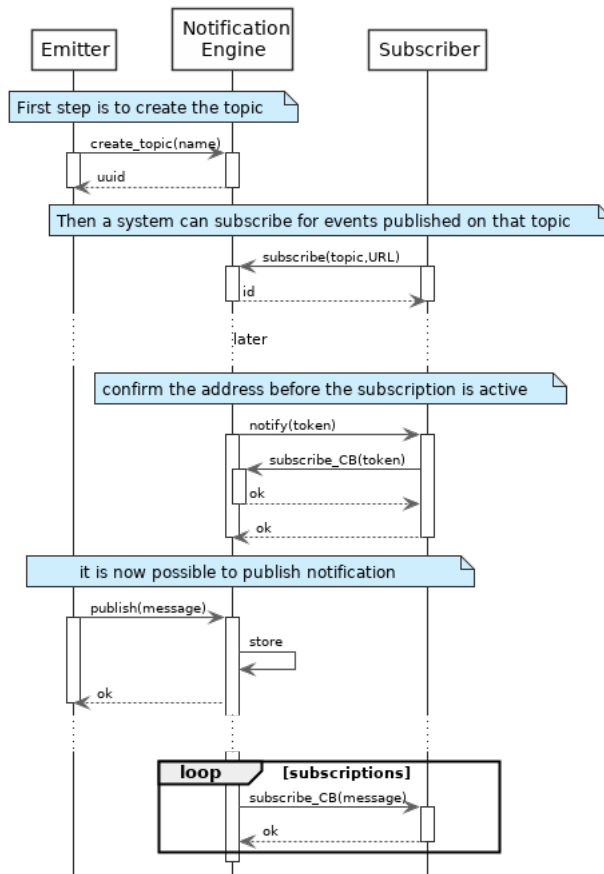 Emitter
Notification
Engine
Subscriber
First step is to create the topic
create_topic(name)
uuid
Then a system can subscribe for events published on that topic
subscribe(topic,URL)
id
later
confirm the address before the subscription is active
notify(token)
subscribe_CB(token)
ok
ok
it is now possible to publish notification
publish(message)
store
ok
loop
[subscriptions]
subscribe_CB(message)
ok